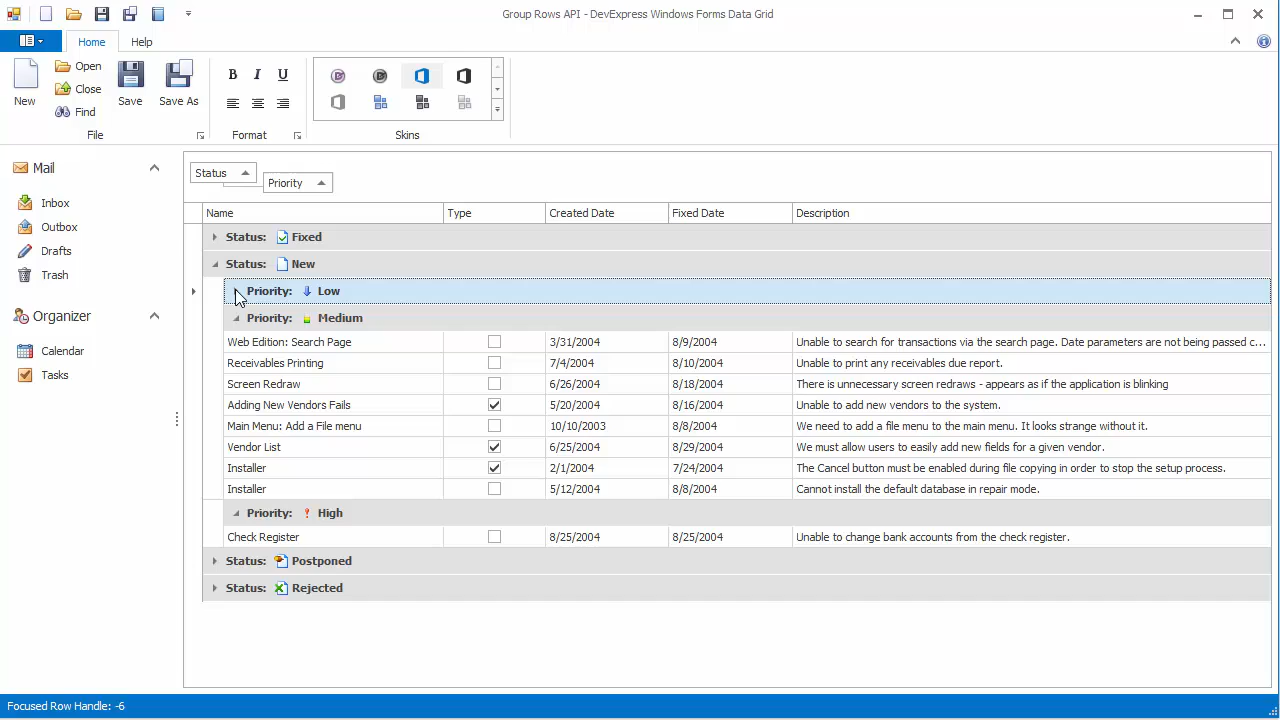 Group Rows API - DevExpress Windows Forms Data Grid
Home Help
New Open Close Find Save Save As
B I U
File Format Skins
Mail
Inbox
Outbox
Drafts
Trash
Organizer
Calendar
Tasks
Status Priority
Name Type Created Date Fixed Date Description
Status: Fixed
Status: New
Priority: Low
Priority: Medium
Web Edition: Search Page 3/31/2004 8/9/2004 Unable to search for transactions via the search page. Date parameters are not being passed c...
Receivables Printing 7/4/2004 8/10/2004 Unable to print any receivables due report.
Screen Redraw 6/26/2004 8/18/2004 There is unnecessary screen redraws - appears as if the application is blinking
Adding New Vendors Fails 5/20/2004 8/16/2004 Unable to add new vendors to the system.
Main Menu: Add a File menu 10/10/2003 8/8/2004 We need to add a file menu to the main menu. It looks strange without it.
Vendor List 6/25/2004 8/29/2004 We must allow users to easily add new fields for a given vendor.
Installer 2/1/2004 7/24/2004 The Cancel button must be enabled during file copying in order to stop the setup process.
Installer 5/12/2004 8/8/2004 Cannot install the default database in repair mode.
Priority: High
Check Register 8/25/2004 8/25/2004 Unable to change bank accounts from the check register.
Status: Postponed
Status: Rejected
Focused Row Handle: -6